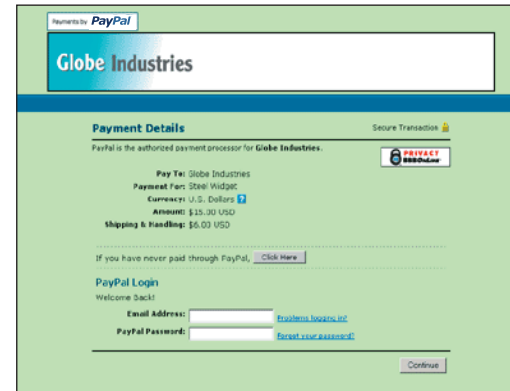 Payments by PayPal
Globe Industries
Payment Details
Secure Transaction
PayPal is the authorized payment processor for Globe Industries.
PRIVACY
BBBOnLine
Pay To: Globe Industries
Payment For: Steel Widget
Currency: U.S. Dollars ?
Amount: $15.00 USD
Shipping & Handling: $6.00 USD
If you have never paid through PayPal, Click Here
PayPal Login
Welcome Back!
Email Address:
Problems logging in?
PayPal Password:
Forgot your password?
Continue